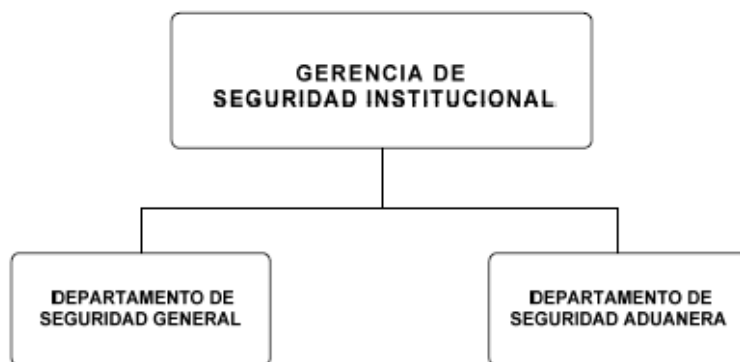 GERENCIA DE
SEGURIDAD INSTITUCIONAL
DEPARTAMENTO DE
SEGURIDAD GENERAL
DEPARTAMENTO DE
SEGURIDAD ADUANERA